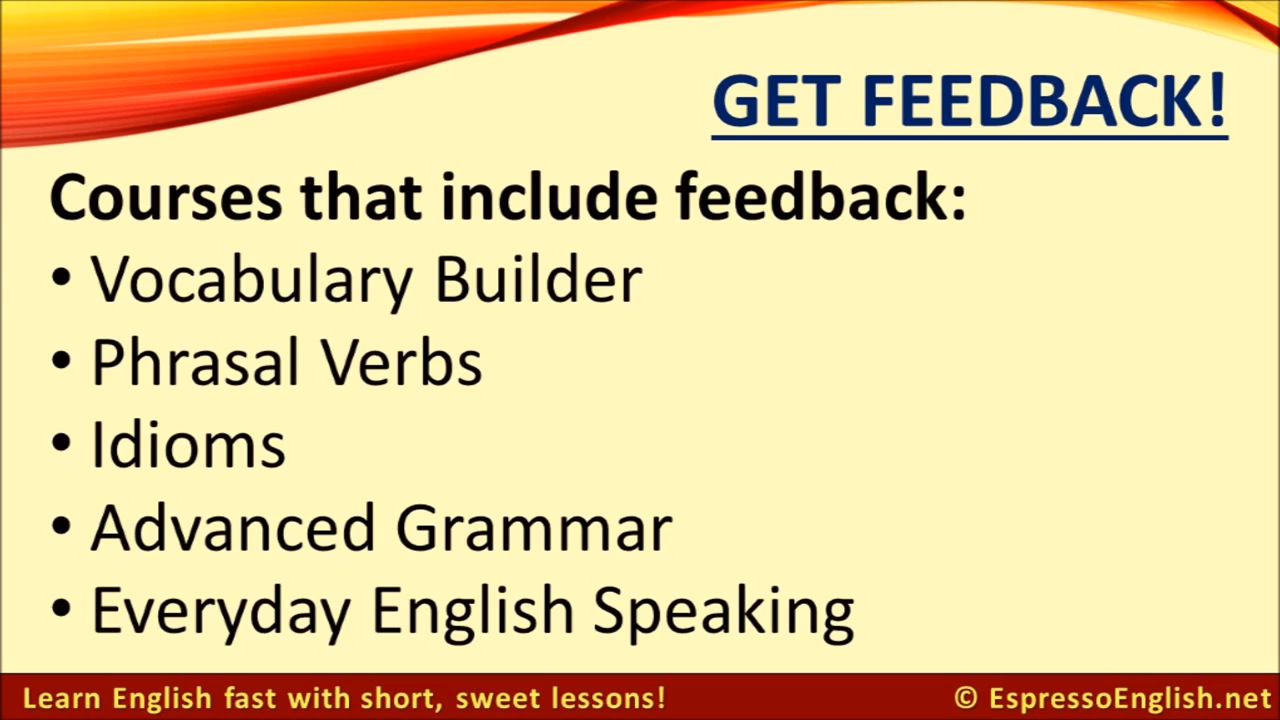 GET FEEDBACK!
Courses that include feedback:
• Vocabulary Builder
• Phrasal Verbs
• Idioms
• Advanced Grammar
• Everyday English Speaking
Learn English fast with short, sweet lessons! © EspressoEnglish.net